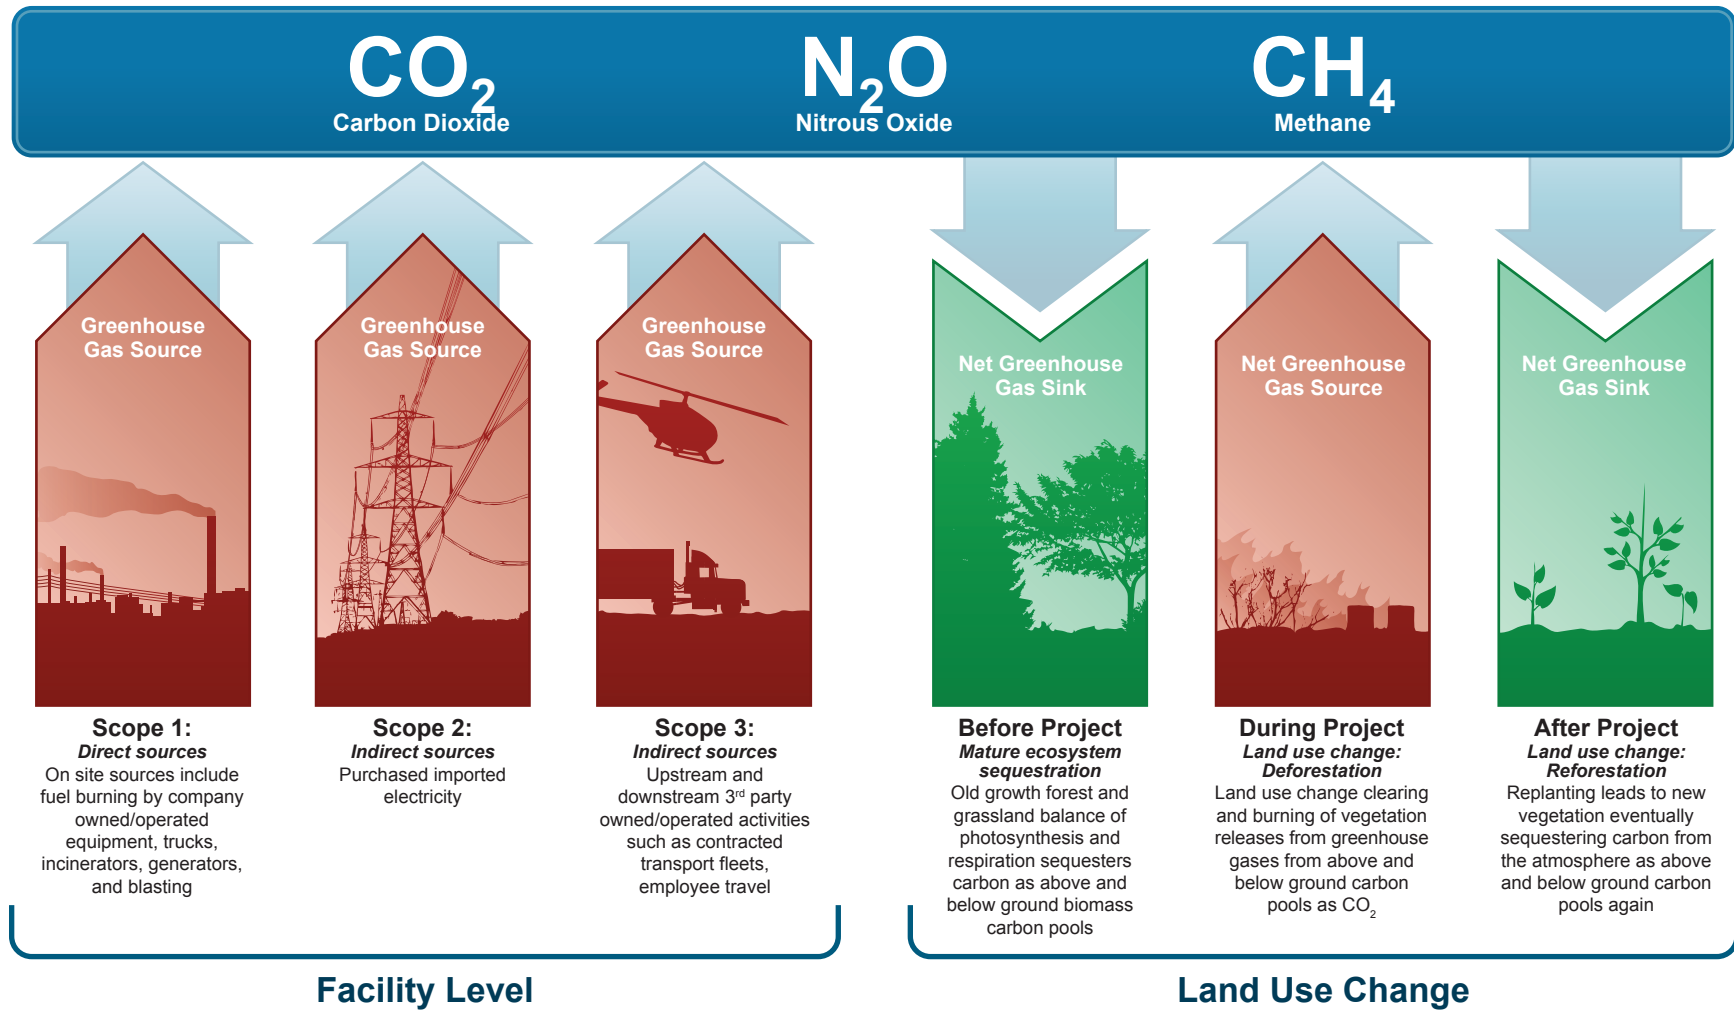 CO₂
Carbon Dioxide
N₂O
Nitrous Oxide
CH₄
Methane
Greenhouse
Gas Source
Greenhouse
Gas Source
Greenhouse
Gas Source
Net Greenhouse
Gas Sink
Net Greenhouse
Gas Source
Net Greenhouse
Gas Sink
Scope 1:
Direct sources
On site sources include
fuel burning by company
owned/operated
equipment, trucks,
incinerators, generators,
and blasting
Scope 2:
Indirect sources
Purchased imported
electricity
Scope 3:
Indirect sources
Upstream and
downstream 3rd party
owned/operated activities
such as contracted
transport fleets,
employee travel
Before Project
Mature ecosystem
sequestration
Old growth forest and
grassland balance of
photosynthesis and
respiration sequesters
carbon as above and
below ground biomass
carbon pools
During Project
Land use change:
Deforestation
Land use change clearing
and burning of vegetation
releases from greenhouse
gases from above and
below ground carbon
pools as CO₂
After Project
Land use change:
Reforestation
Replanting leads to new
vegetation eventually
sequestering carbon from
the atmosphere as above
and below ground carbon
pools again
Facility Level
Land Use Change